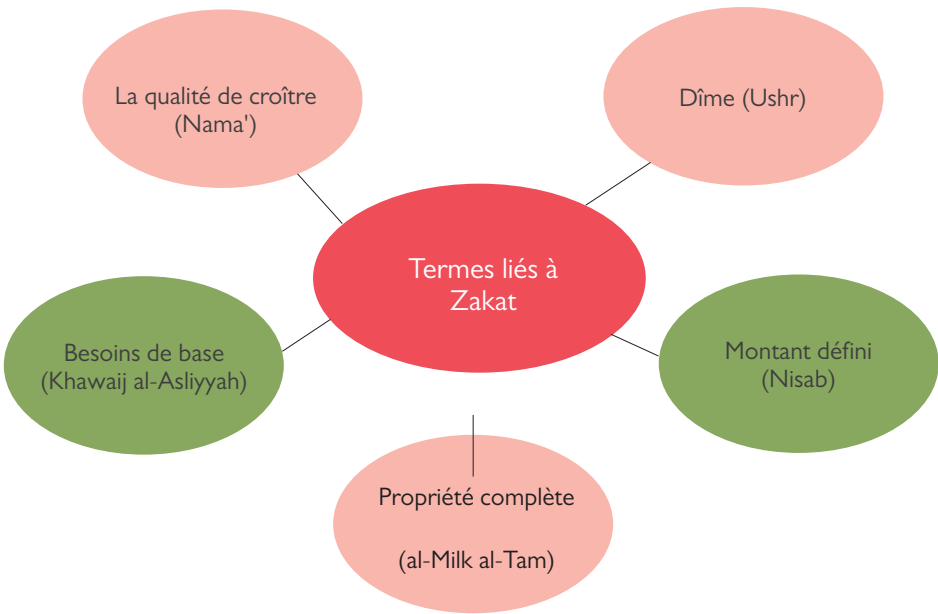 La qualité de croître
(Nama')
Dîme (Ushr)
Termes liés à
Zakat
Besoins de base
(Khawaij al-Asliyyah)
Montant défini
(Nisab)
Propriété complète
(al-Milk al-Tam)